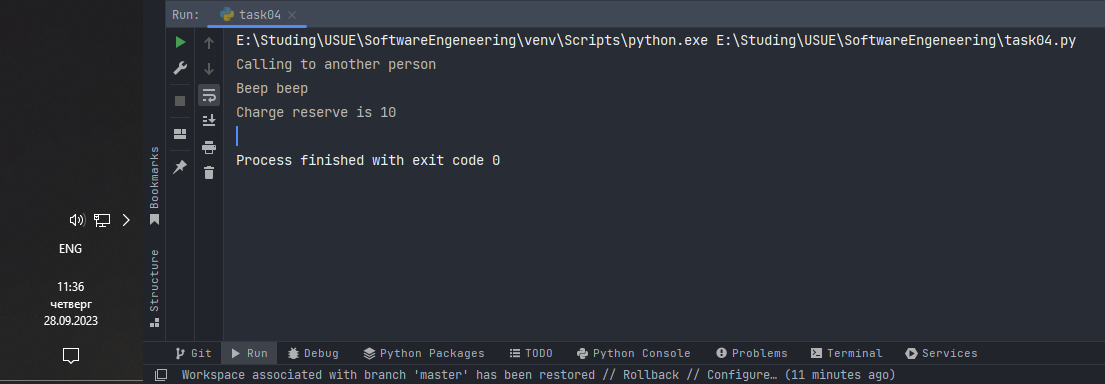 Run: task04
E:\Studing\USUE\SoftwareEngeneering\venv\Scripts\python.exe E:\Studing\USUE\SoftwareEngeneering\task04.py
Calling to another person
Beep beep
Charge reserve is 10
Process finished with exit code 0
Bookmarks
Structure
ENG
11:36
четверг
28.09.2023
Git Run Debug Python Packages TODO Python Console Problems Terminal Services
Workspace associated with branch 'master' has been restored // Rollback // Configure… (11 minutes ago)